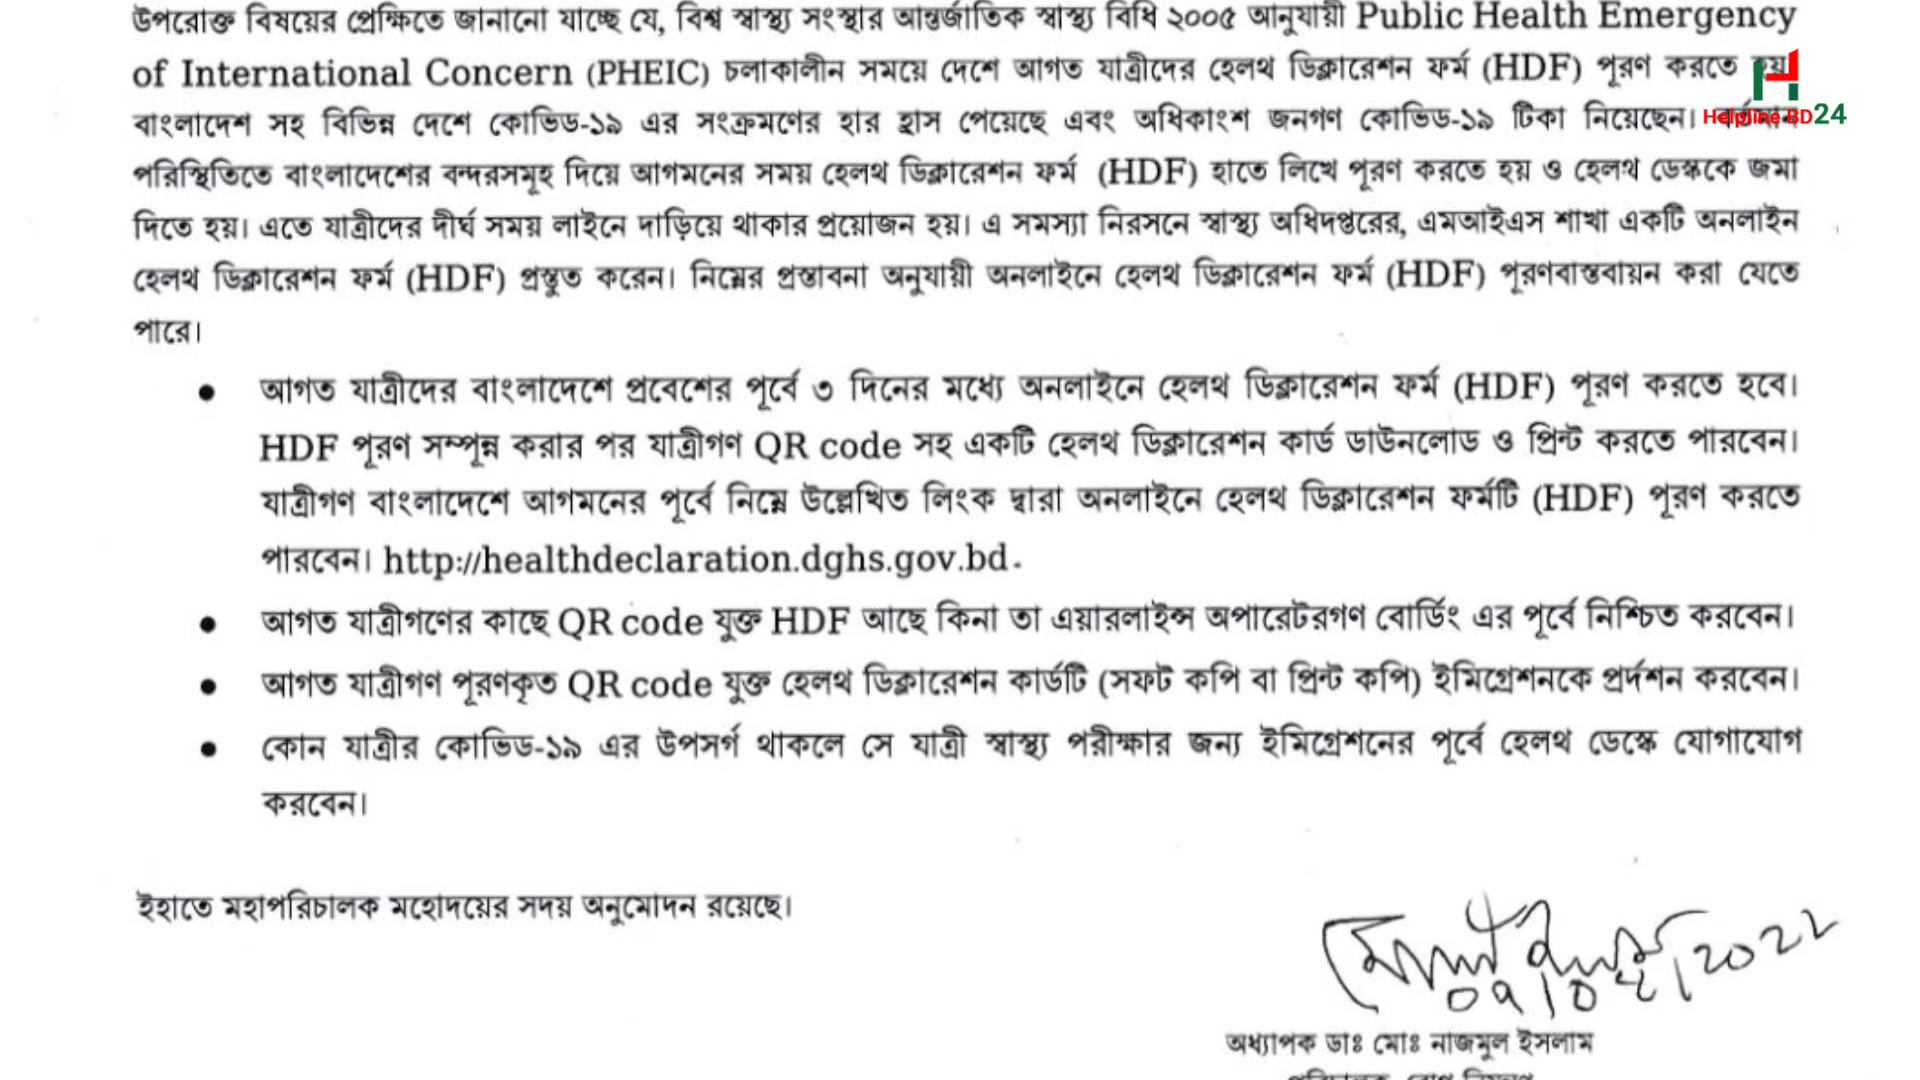 উপরোক্ত বিষয়ের প্রেক্ষিতে জানানো যাচ্ছে যে, বিশ্ব স্বাস্থ্য সংস্থার আন্তর্জাতিক স্বাস্থ্য বিধি ২০০৫ আনুযায়ী Public Health Emergency
of International Concern (PHEIC) চলাকালীন সময়ে দেশে আগত যাত্রীদের হেলথ ডিক্লারেশন ফর্ম (HDF) পূরণ করতে হয়
বাংলাদেশ সহ বিভিন্ন দেশে কোভিড-১৯ এর সংক্রমণের হার হ্রাস পেয়েছে এবং অধিকাংশ জনগণ কোভিড-১৯ টিকা নিয়েছেন। বর্তমান
Helpline BD24
পরিস্থিতিতে বাংলাদেশের বন্দরসমূহ দিয়ে আগমনের সময় হেলথ ডিক্লারেশন ফর্ম (HDF) হাতে লিখে পূরণ করতে হয় ও হেলথ ডেস্ককে জমা
দিতে হয়। এতে যাত্রীদের দীর্ঘ সময় লাইনে দাড়িয়ে থাকার প্রয়োজন হয়। এ সমস্যা নিরসনে স্বাস্থ্য অধিদপ্তরের, এমআইএস শাখা একটি অনলাইন
হেলথ ডিক্লারেশন ফর্ম (HDF) প্রস্তুত করেন। নিম্নের প্রস্তাবনা অনুযায়ী অনলাইনে হেলথ ডিক্লারেশন ফর্ম (HDF) পূরণবাস্তবায়ন করা যেতে
পারে।
● আগত যাত্রীদের বাংলাদেশে প্রবেশের পূর্বে ৩ দিনের মধ্যে অনলাইনে হেলথ ডিক্লারেশন ফর্ম (HDF) পূরণ করতে হবে।
HDF পূরণ সম্পূন্ন করার পর যাত্রীগণ QR code সহ একটি হেলথ ডিক্লারেশন কার্ড ডাউনলোড ও প্রিন্ট করতে পারবেন।
যাত্রীগণ বাংলাদেশে আগমনের পূর্বে নিম্নে উল্লেখিত লিংক দ্বারা অনলাইনে হেলথ ডিক্লারেশন ফর্মটি (HDF) পূরণ করতে
পারবেন। http://healthdeclaration.dghs.gov.bd.
● আগত যাত্রীগণের কাছে QR code যুক্ত HDF আছে কিনা তা এয়ারলাইন্স অপারেটরগণ বোর্ডিং এর পূর্বে নিশ্চিত করবেন।
● আগত যাত্রীগণ পূরণকৃত QR code যুক্ত হেলথ ডিক্লারেশন কার্ডটি (সফট কপি বা প্রিন্ট কপি) ইমিগ্রেশনকে প্রর্দশন করবেন।
● কোন যাত্রীর কোভিড-১৯ এর উপসর্গ থাকলে সে যাত্রী স্বাস্থ্য পরীক্ষার জন্য ইমিগ্রেশনের পূর্বে হেলথ ডেস্কে যোগাযোগ
করবেন।
ইহাতে মহাপরিচালক মহোদয়ের সদয় অনুমোদন রয়েছে।
অধ্যাপক ডাঃ মোঃ নাজমুল ইসলাম